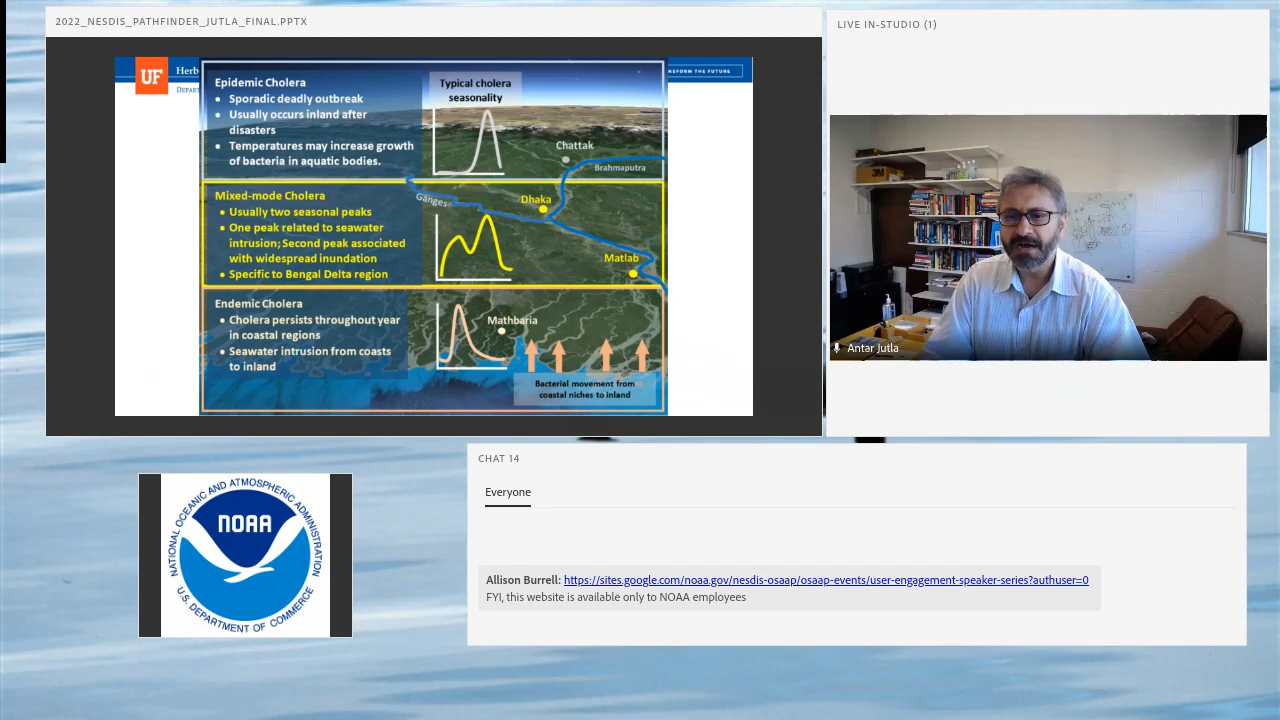 2022_NESDIS_PATHFINDER_JUTLA_FINAL.PPTX
UF
Herb
DEPART
NSFORM THE FUTURE
Epidemic Cholera
• Sporadic deadly outbreak
• Usually occurs inland after
disasters
• Temperatures may increase growth
of bacteria in aquatic bodies.
Typical cholera
seasonality
Chattak
Brahmaputra
Mixed-mode Cholera
• Usually two seasonal peaks
• One peak related to seawater
intrusion; Second peak associated
with widespread inundation
• Specific to Bengal Delta region
Ganges
Dhaka
Matlab
Endemic Cholera
• Cholera persists throughout year
in coastal regions
• Seawater intrusion from coasts
to inland
Mathbaria
Bacterial movement from
coastal niches to inland
LIVE IN-STUDIO (1)
3M
Antar Jutla
NATIONAL OCEANIC AND ATMOSPHERIC ADMINISTRATION
NOAA
U.S. DEPARTMENT OF COMMERCE
CHAT 14
Everyone
Allison Burrell: https://sites.google.com/noaa.gov/nesdis-osaap/osaap-events/user-engagement-speaker-series?authuser=0
FYI, this website is available only to NOAA employees